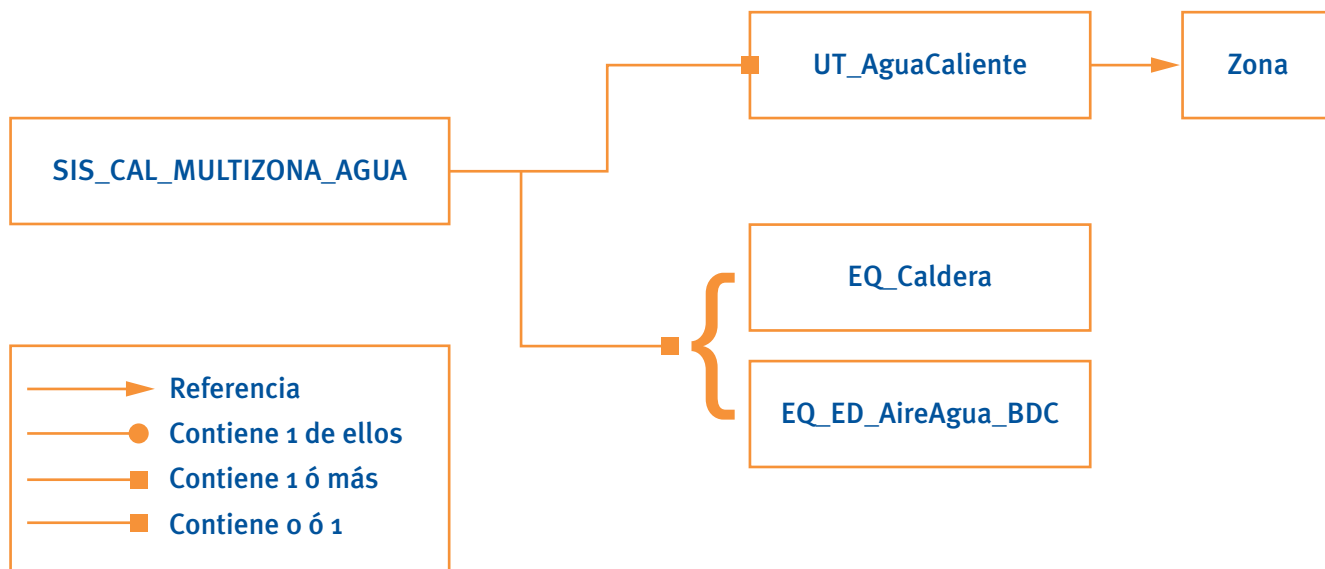 UT_AguaCaliente
Zona
SIS_CAL_MULTIZONA_AGUA
EQ_Caldera
EQ_ED_AireAgua_BDC
Referencia
Contiene 1 de ellos
Contiene 1 ó más
Contiene 0 ó 1